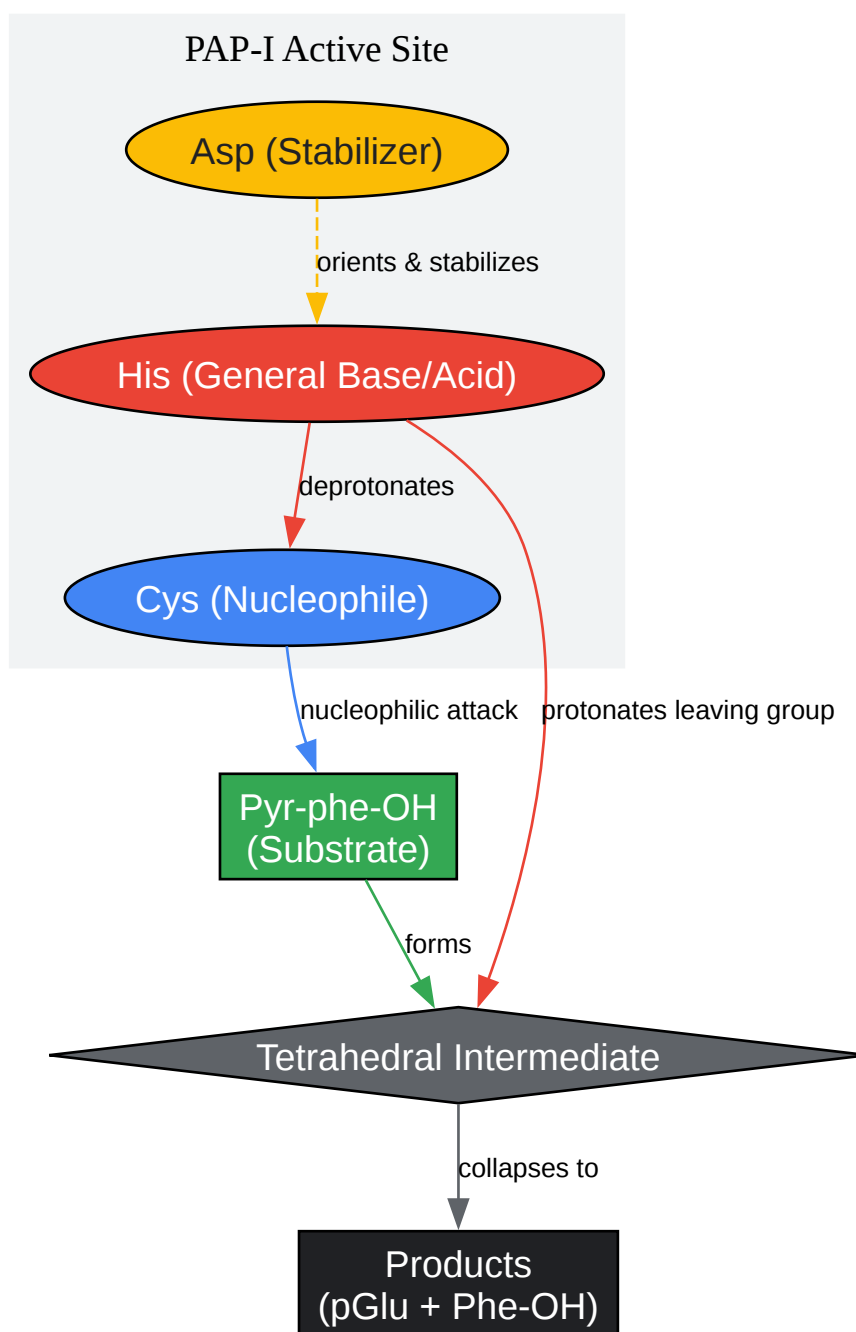 PAP-I Active Site
Asp (Stabilizer)
orients & stabilizes
His (General Base/Acid)
deprotonates
Cys (Nucleophile)
nucleophilic attack
protonates leaving group
Pyr-phe-OH
(Substrate)
forms
Tetrahedral Intermediate
collapses to
Products
(pGlu + Phe-OH)